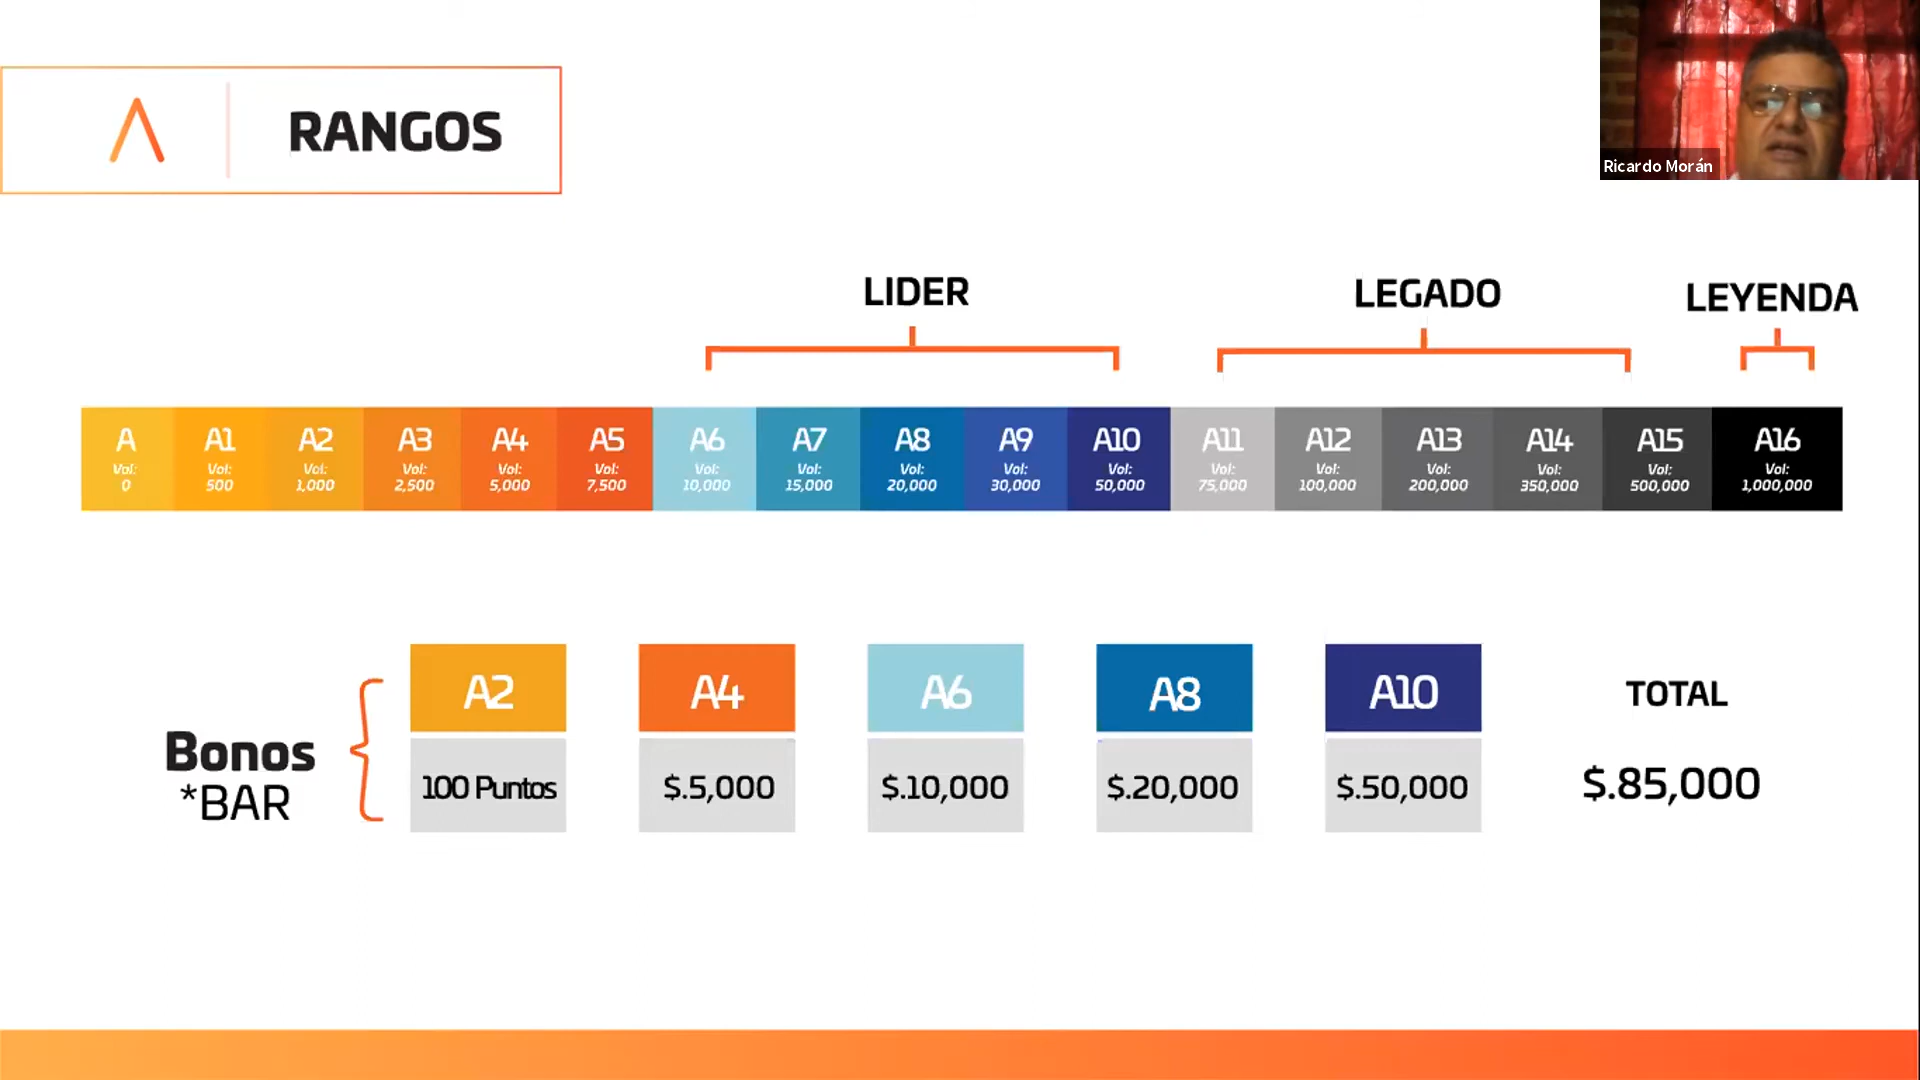 RANGOS
Ricardo Morán
LIDER
LEGADO
LEYENDA
A
Vol:
0
A1
Vol:
500
A2
Vol:
1,000
A3
Vol:
2,500
A4
Vol:
5,000
A5
Vol:
7,500
A6
Vol:
10,000
A7
Vol:
15,000
A8
Vol:
20,000
A9
Vol:
30,000
A10
Vol:
50,000
A11
Vol:
75,000
A12
Vol:
100,000
A13
Vol:
200,000
A14
Vol:
350,000
A15
Vol:
500,000
A16
Vol:
1,000,000
Bonos
*BAR
A2
100 Puntos
A4
$.5,000
A6
$.10,000
A8
$.20,000
A10
$.50,000
TOTAL
$.85,000